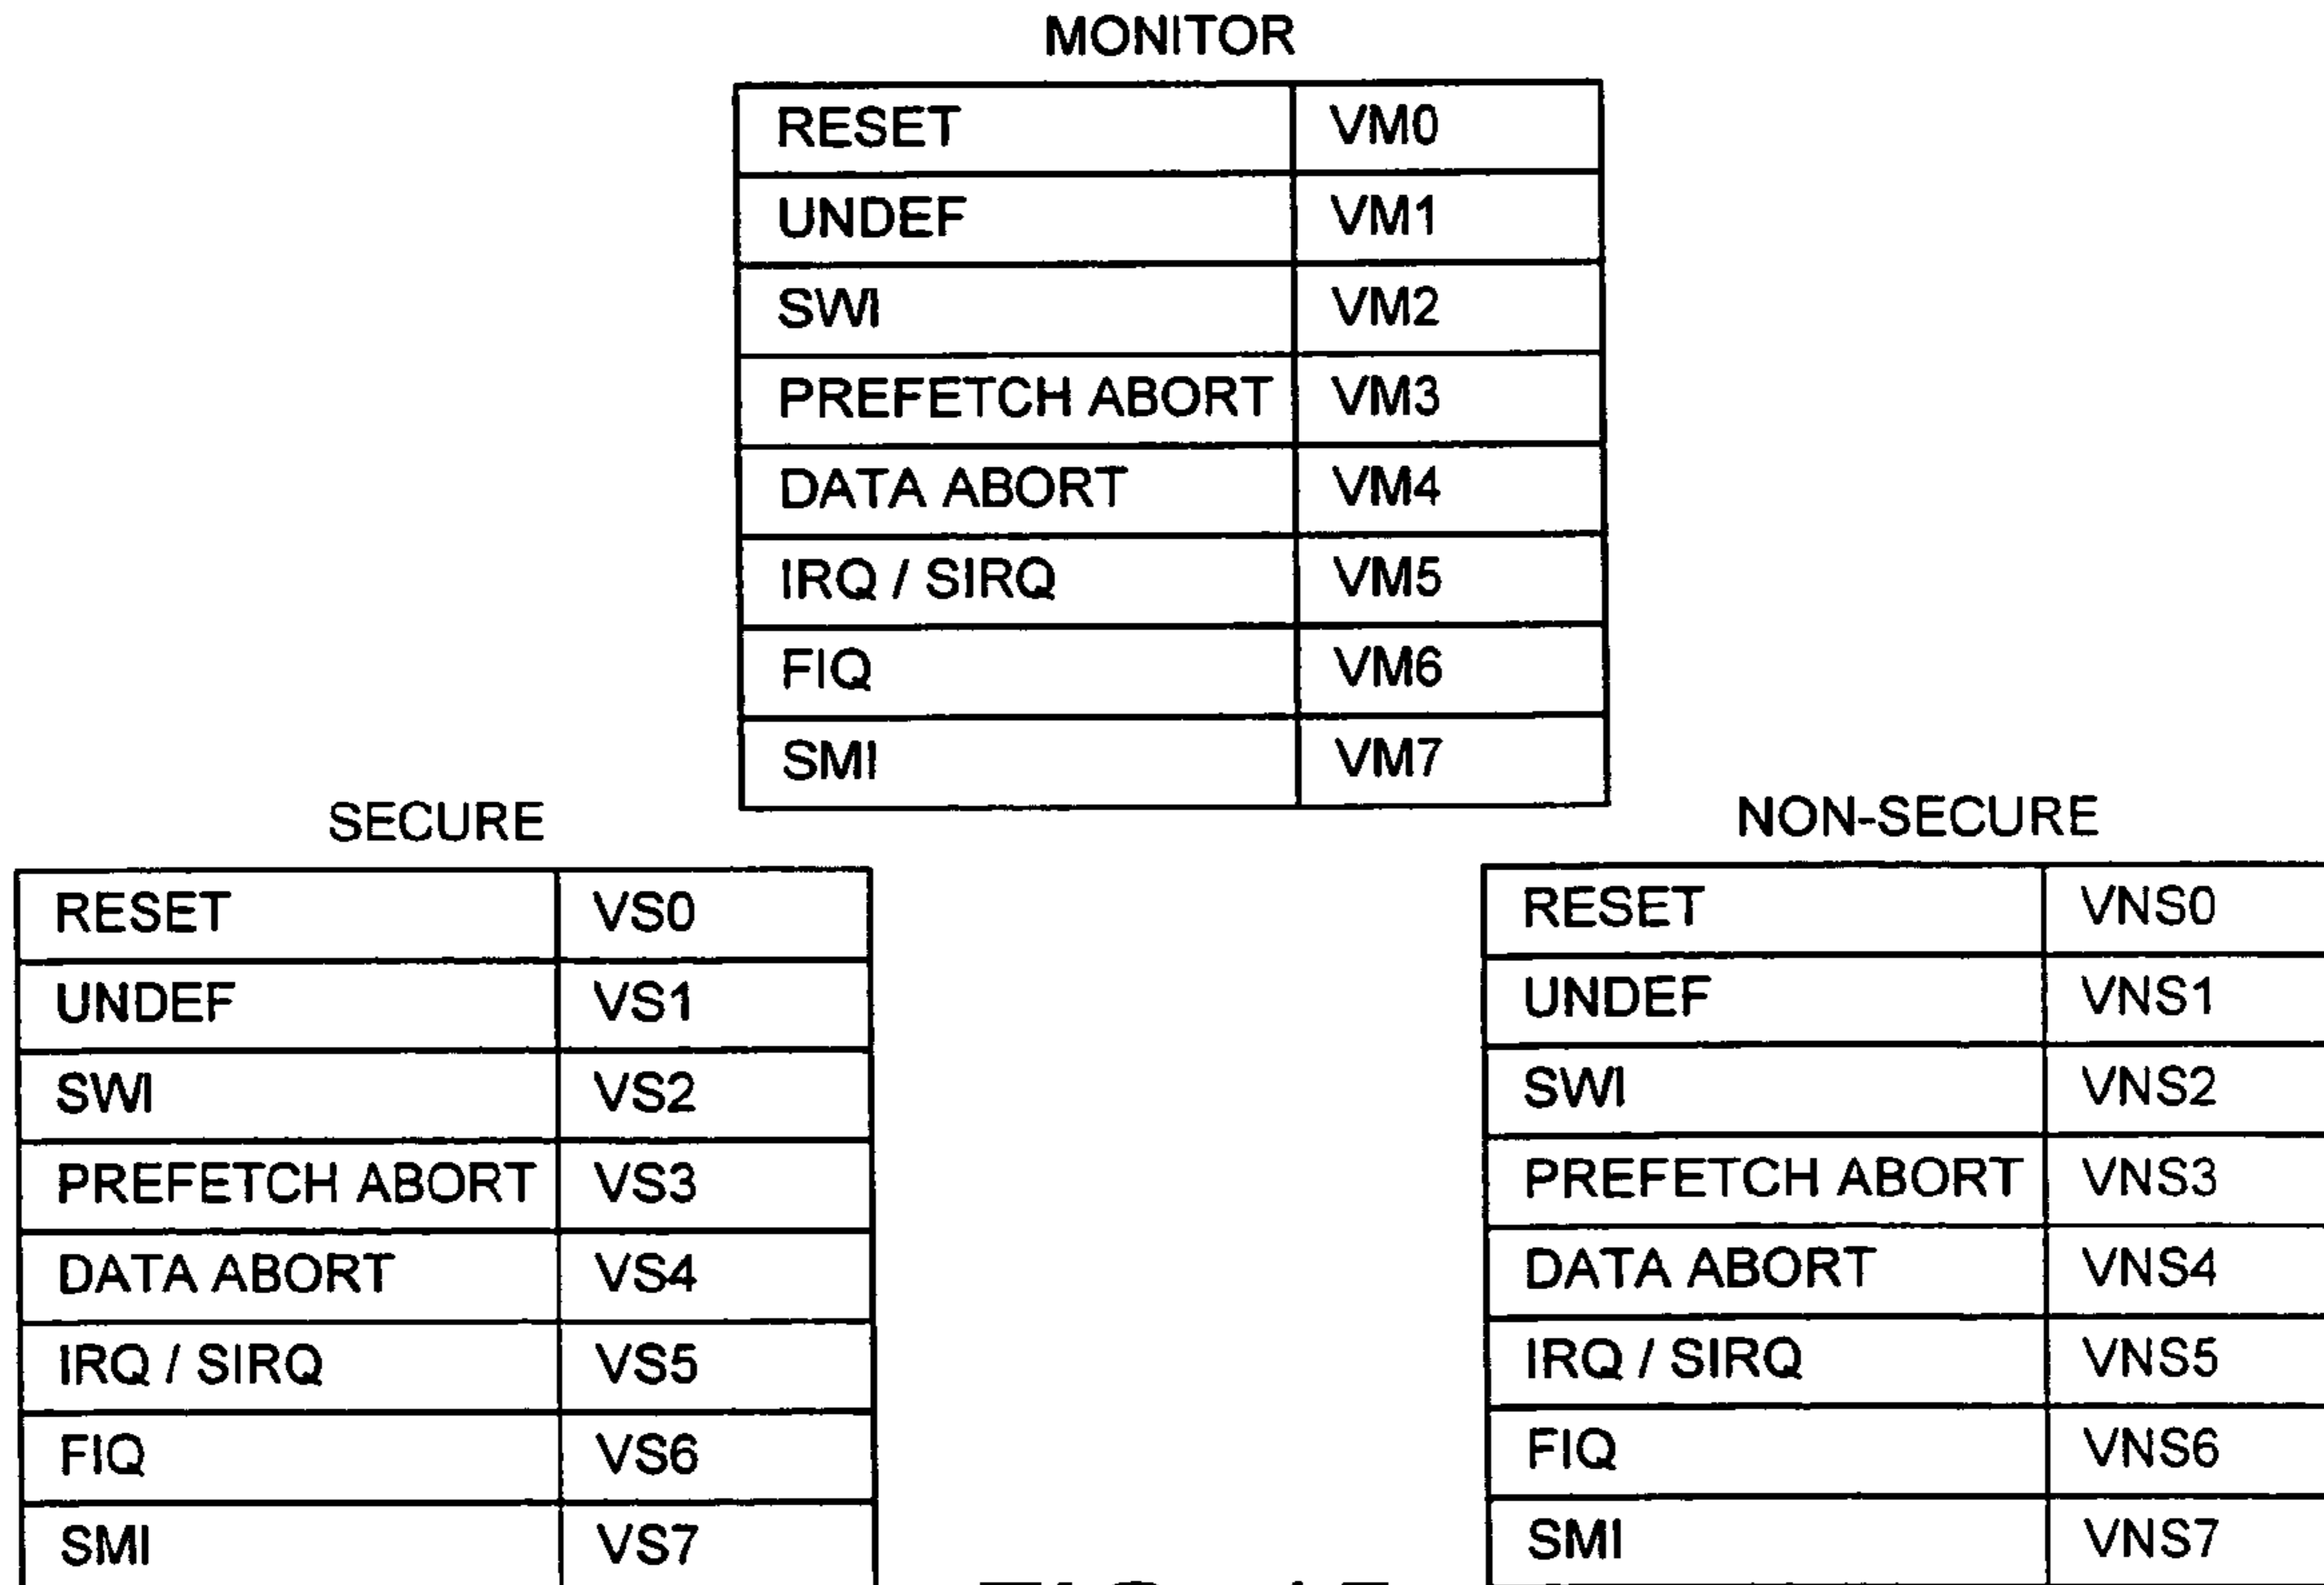 MONITOR
RESET VM0
UNDEF VM1
SWI VM2
PREFETCH ABORT VM3
DATA ABORT VM4
IRQ / SIRQ VM5
FIQ VM6
SMI VM7
SECURE
RESET VS0
UNDEF VS1
SWI VS2
PREFETCH ABORT VS3
DATA ABORT VS4
IRQ / SIRQ VS5
FIQ VS6
SMI VS7
NON-SECURE
RESET VNS0
UNDEF VNS1
SWI VNS2
PREFETCH ABORT VNS3
DATA ABORT VNS4
IRQ / SIRQ VNS5
FIQ VNS6
SMI VNS7